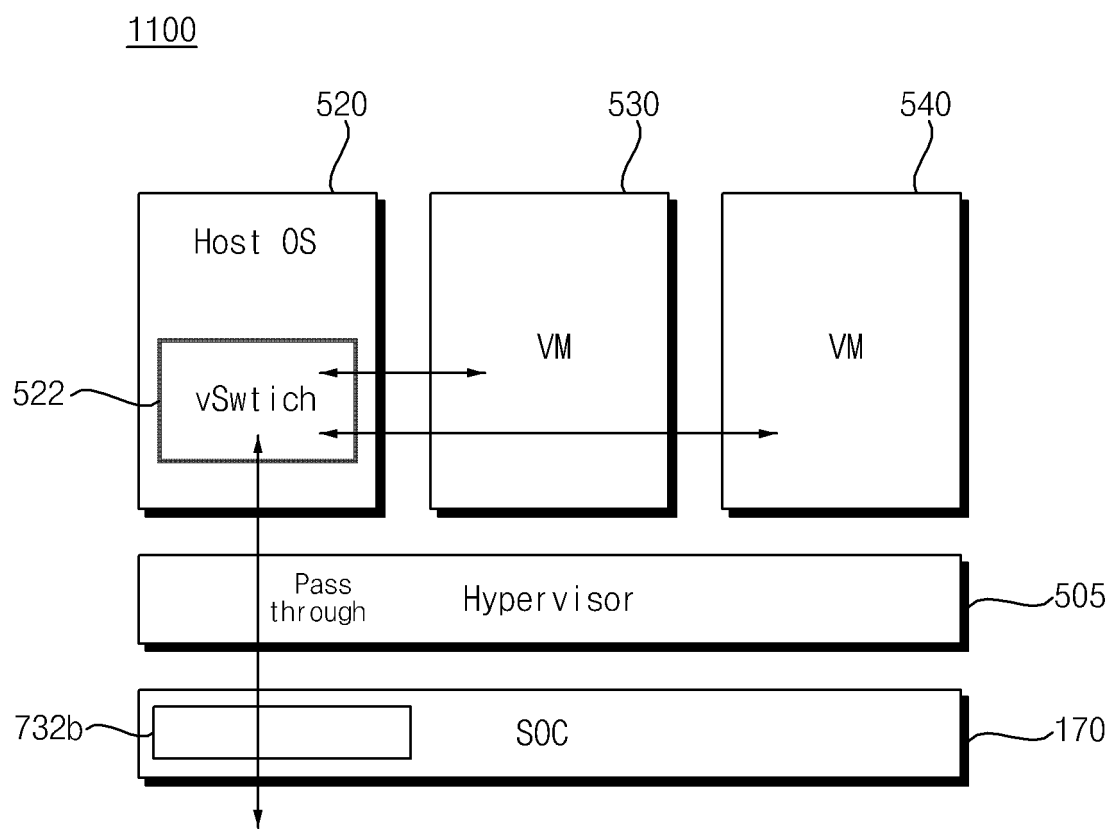 1100
520
530
540
Host OS
VM
VM
522
vSwtich
Pass
through
Hypervisor
505
732b
SOC
170